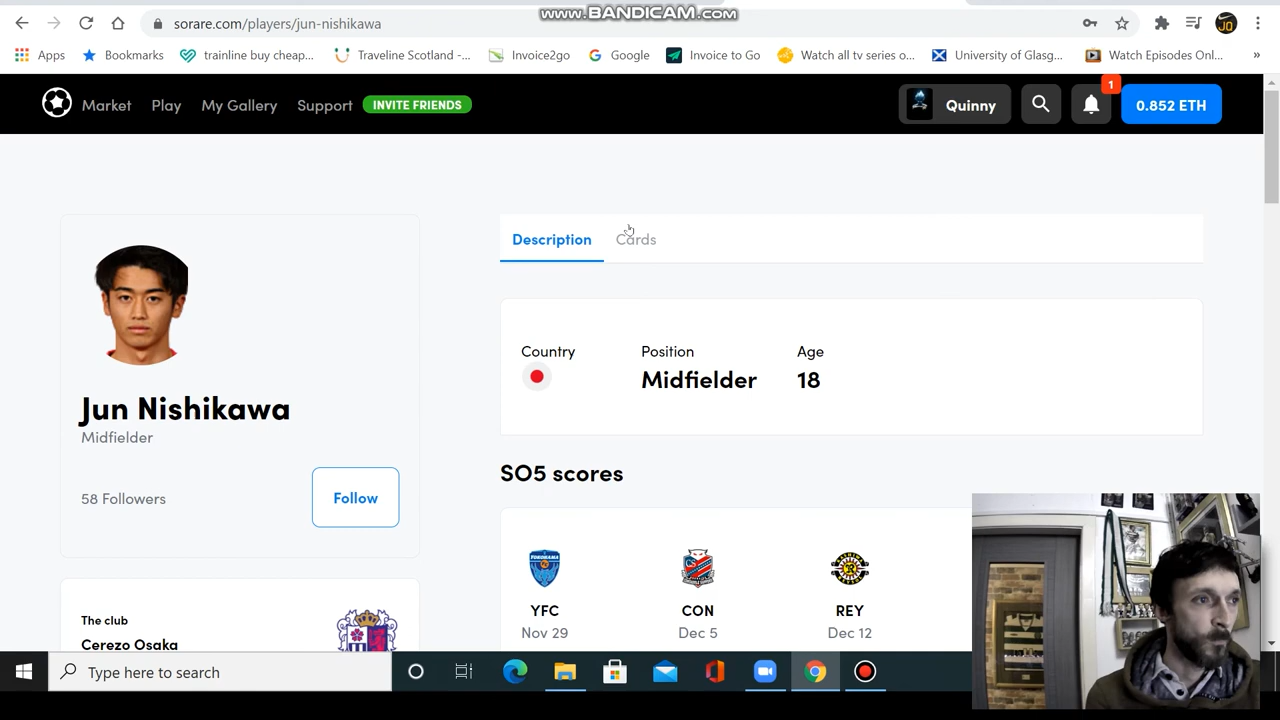 www.BANDICAM.com
sorare.com/players/jun-nishikawa
JQ
Apps Bookmarks trainline buy cheap... Traveline Scotland -... Invoice2go Google Invoice to Go Watch all tv series o... University of Glasg... Watch Episodes Onl... »
Market Play My Gallery Support INVITE FRIENDS Quinny 1 0.852 ETH
Description Cards
Country Position Age
Midfielder 18
Jun Nishikawa
Midfielder
58 Followers Follow
SO5 scores
YFC CON REY
Nov 29 Dec 5 Dec 12
The club
Cerezo Osaka
Type here to search